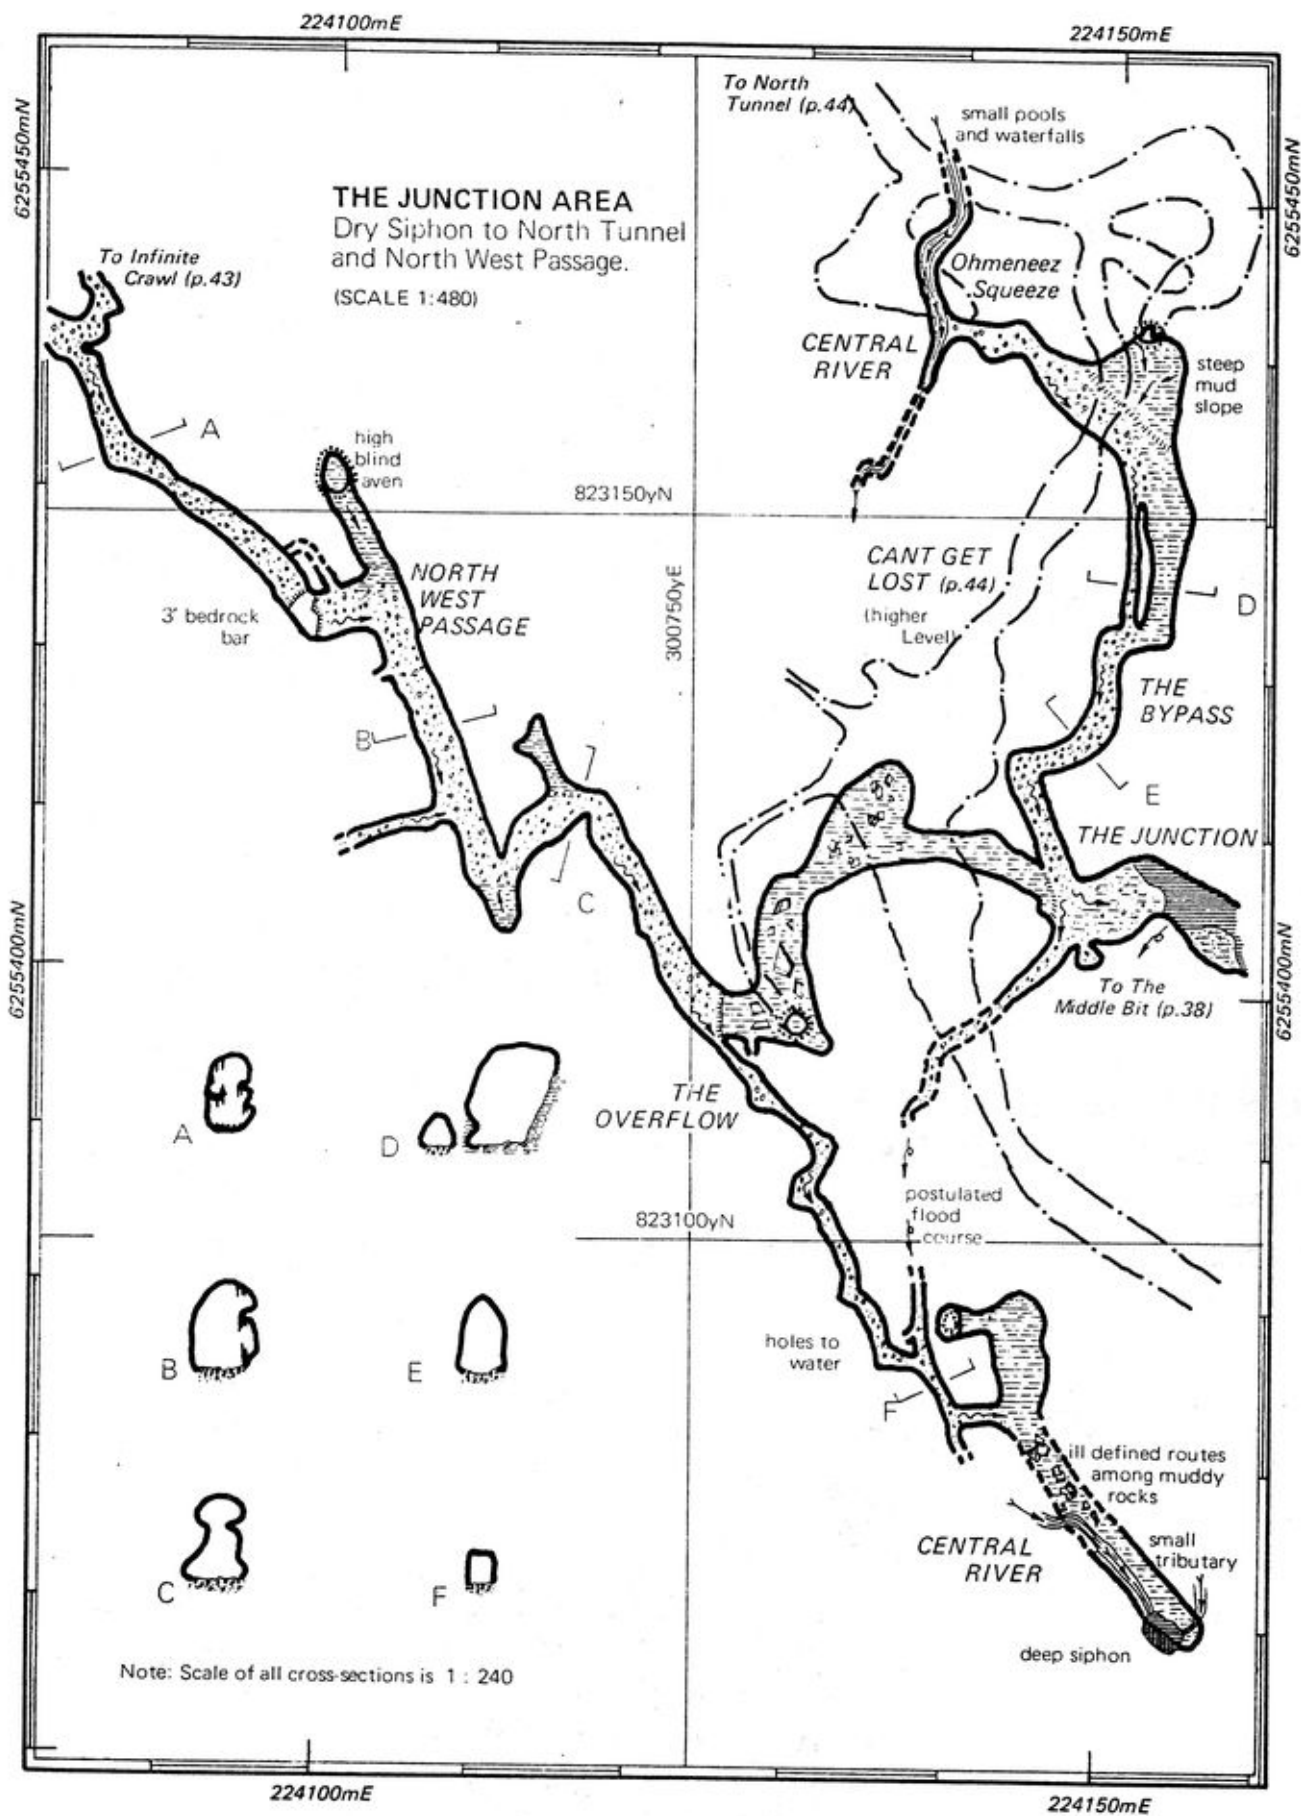 224100mE
224150mE
To North
Tunnel (p.44)
small pools
and waterfalls
6255450mN
6255450mN
THE JUNCTION AREA
Dry Siphon to North Tunnel
and North West Passage.
(SCALE 1:480)
To Infinite
Crawl (p.43)
Ohmeneez
Squeeze
CENTRAL
RIVER
steep
mud
slope
A
high
blind
aven
823150yN
CANT GET
LOST (p.44)
(higher
Level)
D
NORTH
WEST
PASSAGE
300750yE
3' bedrock
bar
THE
BYPASS
B
E
THE JUNCTION
C
6255400mN
6255400mN
To The
Middle Bit (p.38)
THE
OVERFLOW
A
D
postulated
flood
course
823100yN
holes to
water
B
E
F
ill defined routes
among muddy
rocks
CENTRAL
RIVER
small
tributary
C
F
deep siphon
Note: Scale of all cross-sections is 1 : 240
224100mE
224150mE